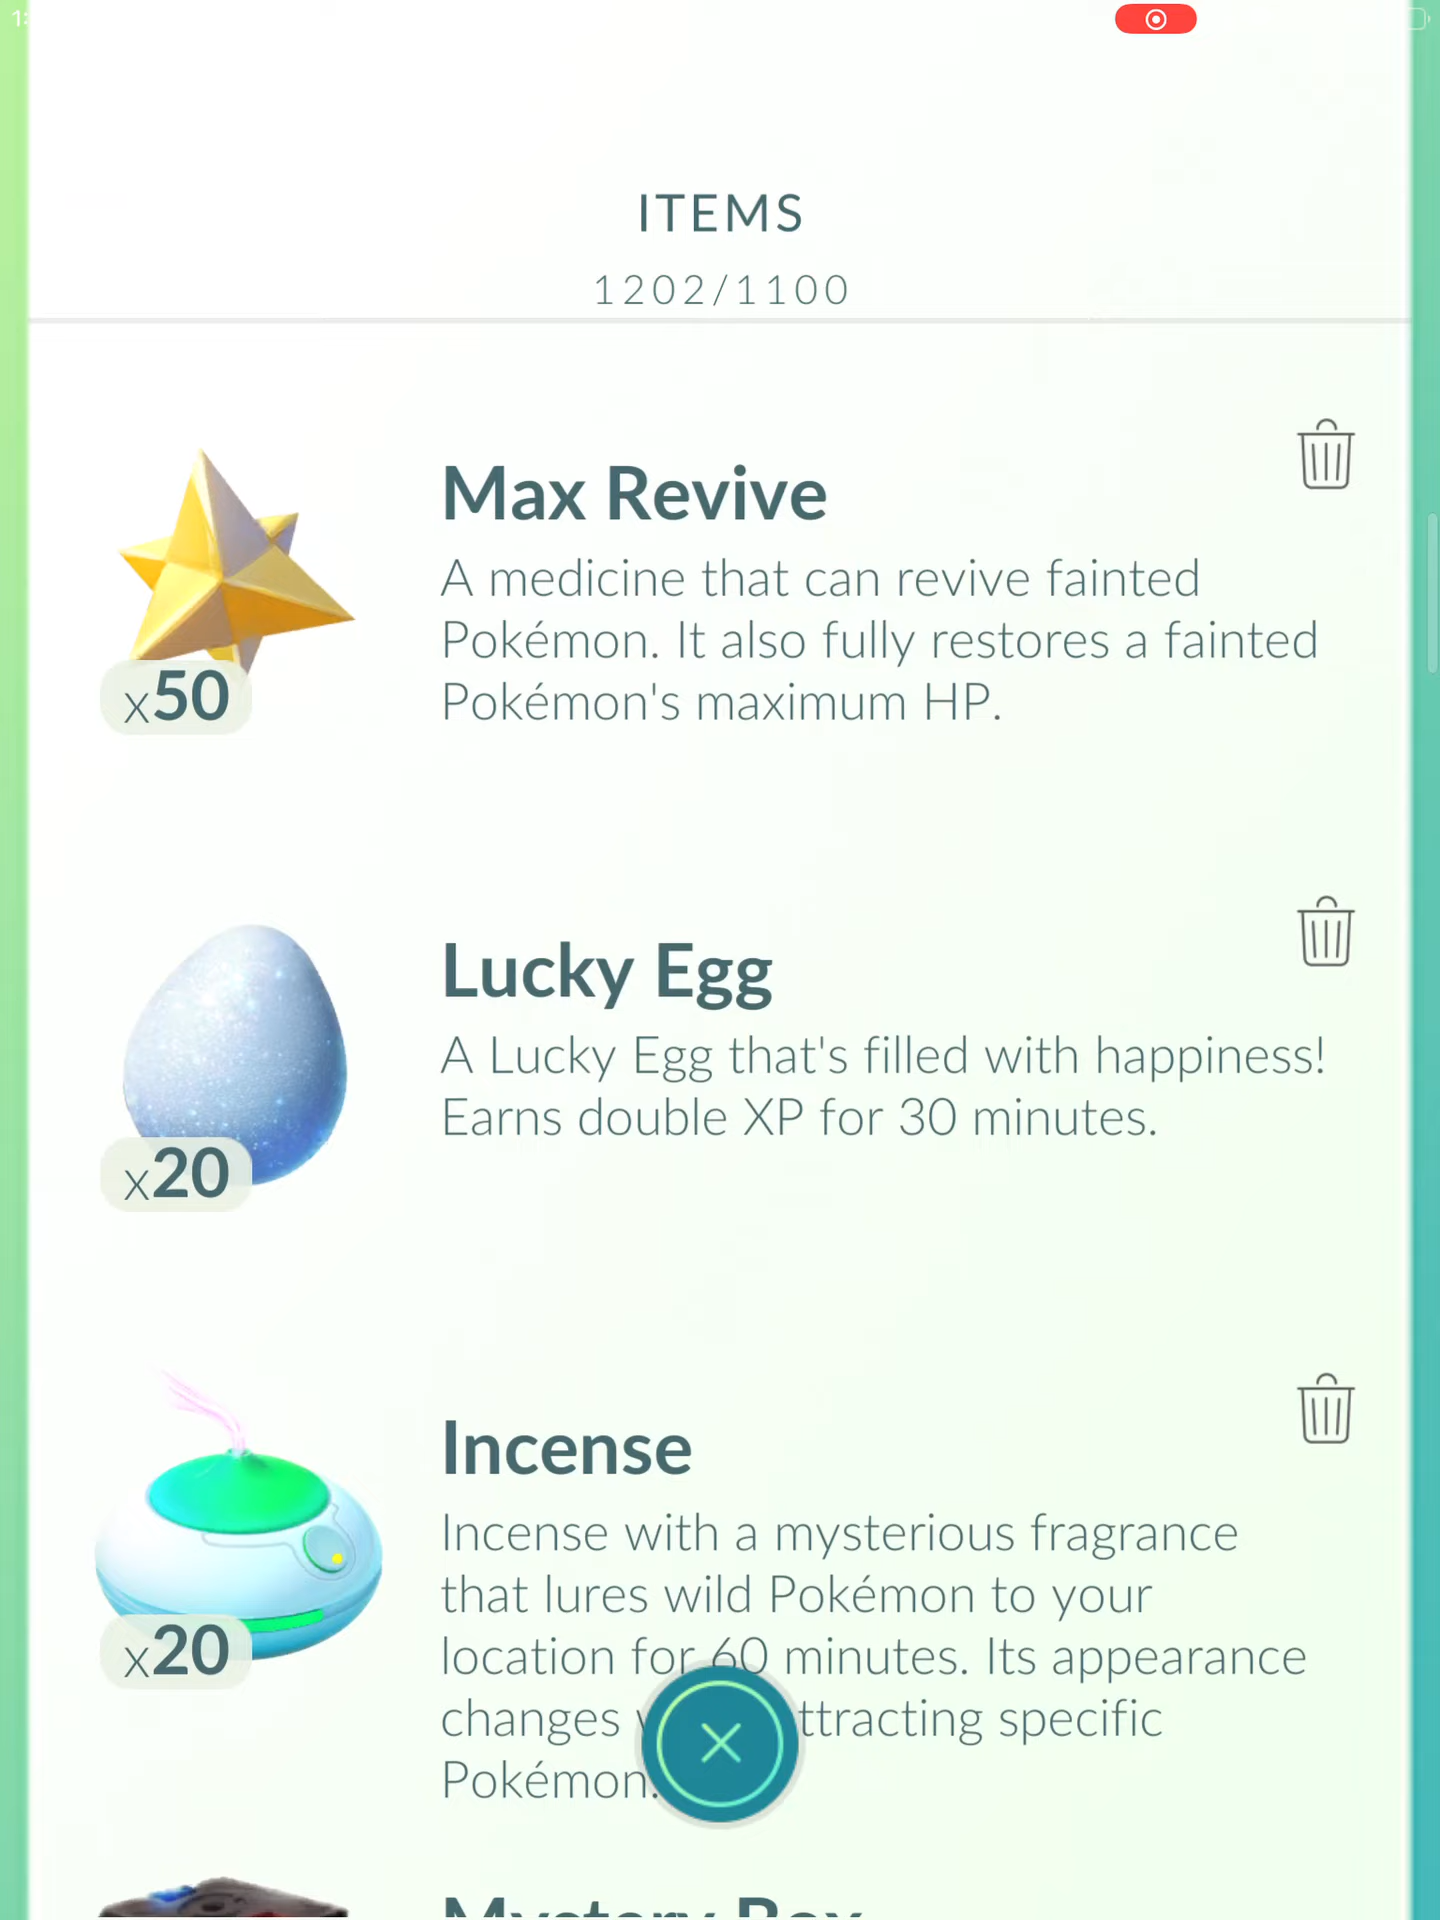 ITEMS
1202/1100
Max Revive
A medicine that can revive fainted
Pokémon. It also fully restores a fainted
Pokémon's maximum HP.
x50
Lucky Egg
A Lucky Egg that's filled with happiness!
Earns double XP for 30 minutes.
x20
Incense
Incense with a mysterious fragrance
that lures wild Pokémon to your
location for 60 minutes. Its appearance
changes ttracting specific
Pokémon.
x20
Mystery Box